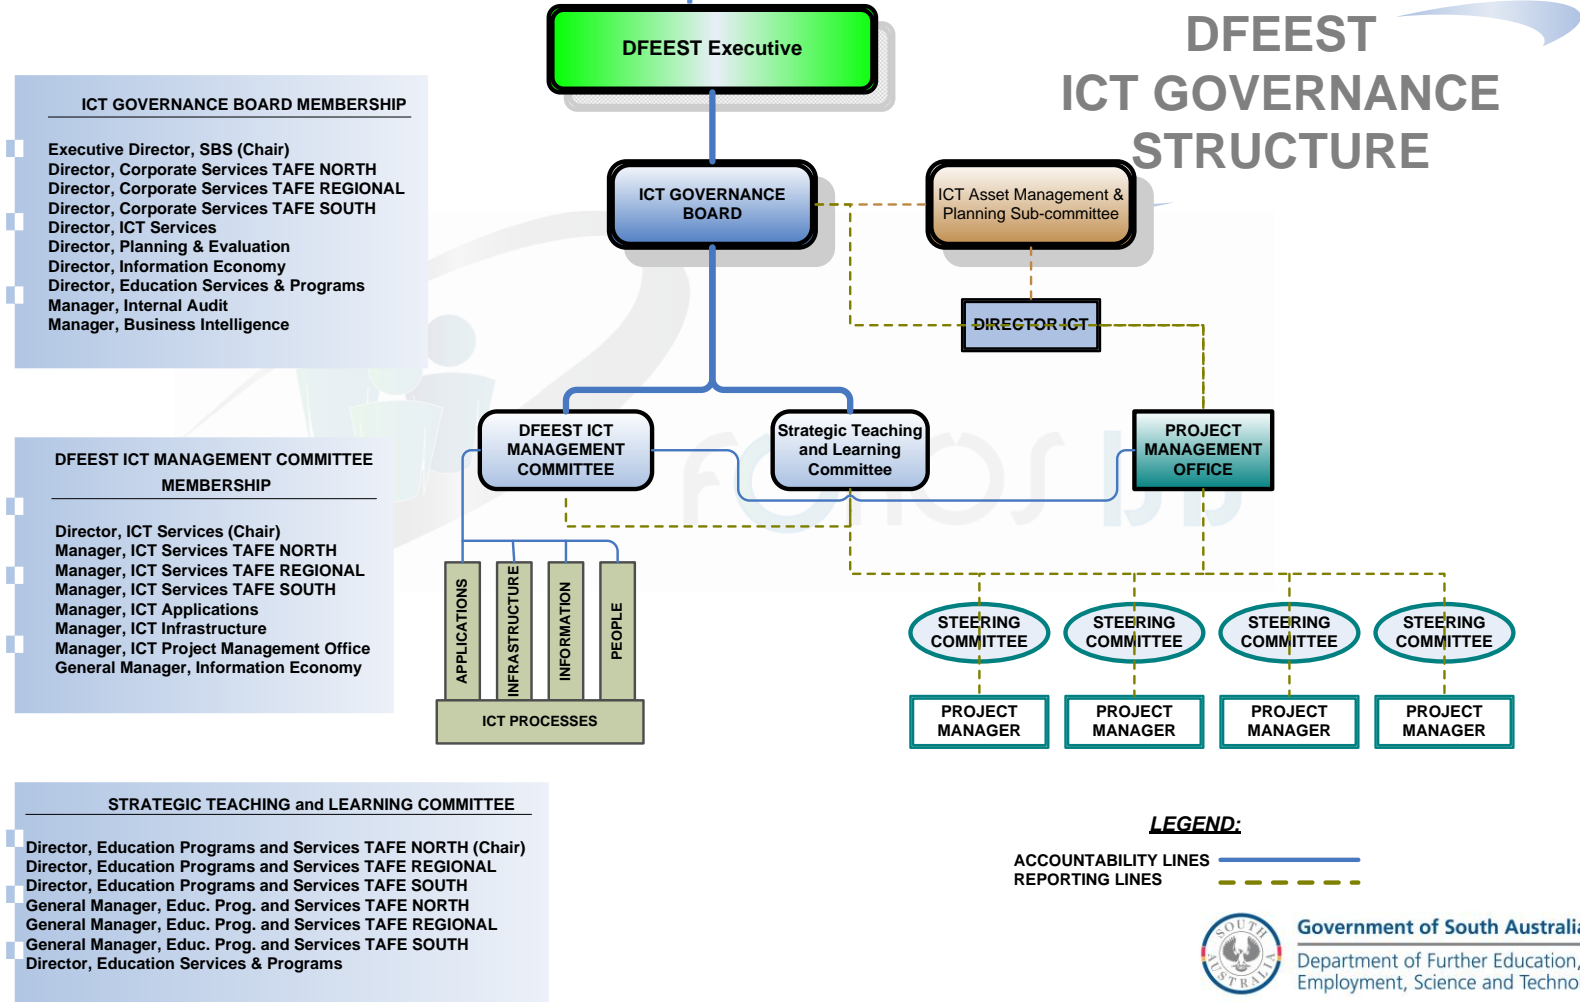 DFEEST
ICT GOVERNANCE
STRUCTURE
DFEEST Executive
ICT GOVERNANCE BOARD MEMBERSHIP
Executive Director, SBS (Chair)
Director, Corporate Services TAFE NORTH
Director, Corporate Services TAFE REGIONAL
Director, Corporate Services TAFE SOUTH
Director, ICT Services
Director, Planning & Evaluation
Director, Information Economy
Director, Education Services & Programs
Manager, Internal Audit
Manager, Business Intelligence
ICT GOVERNANCE
BOARD
ICT Asset Management &
Planning Sub-committee
DIRECTOR ICT
DFEEST ICT
MANAGEMENT
COMMITTEE
Strategic Teaching
and Learning
Committee
PROJECT
MANAGEMENT
OFFICE
DFEEST ICT MANAGEMENT COMMITTEE
MEMBERSHIP
Director, ICT Services (Chair)
Manager, ICT Services TAFE NORTH
Manager, ICT Services TAFE REGIONAL
Manager, ICT Services TAFE SOUTH
Manager, ICT Applications
Manager, ICT Infrastructure
Manager, ICT Project Management Office
General Manager, Information Economy
APPLICATIONS
INFRASTRUCTURE
INFORMATION
PEOPLE
ICT PROCESSES
STEERING
COMMITTEE
STEERING
COMMITTEE
STEERING
COMMITTEE
STEERING
COMMITTEE
PROJECT
MANAGER
PROJECT
MANAGER
PROJECT
MANAGER
PROJECT
MANAGER
STRATEGIC TEACHING and LEARNING COMMITTEE
Director, Education Programs and Services TAFE NORTH (Chair)
Director, Education Programs and Services TAFE REGIONAL
Director, Education Programs and Services TAFE SOUTH
General Manager, Educ. Prog. and Services TAFE NORTH
General Manager, Educ. Prog. and Services TAFE REGIONAL
General Manager, Educ. Prog. and Services TAFE SOUTH
Director, Education Services & Programs
LEGEND:
ACCOUNTABILITY LINES
REPORTING LINES
SOUTH
AUSTRALIA
Government of South Australia
Department of Further Education,
Employment, Science and Techno